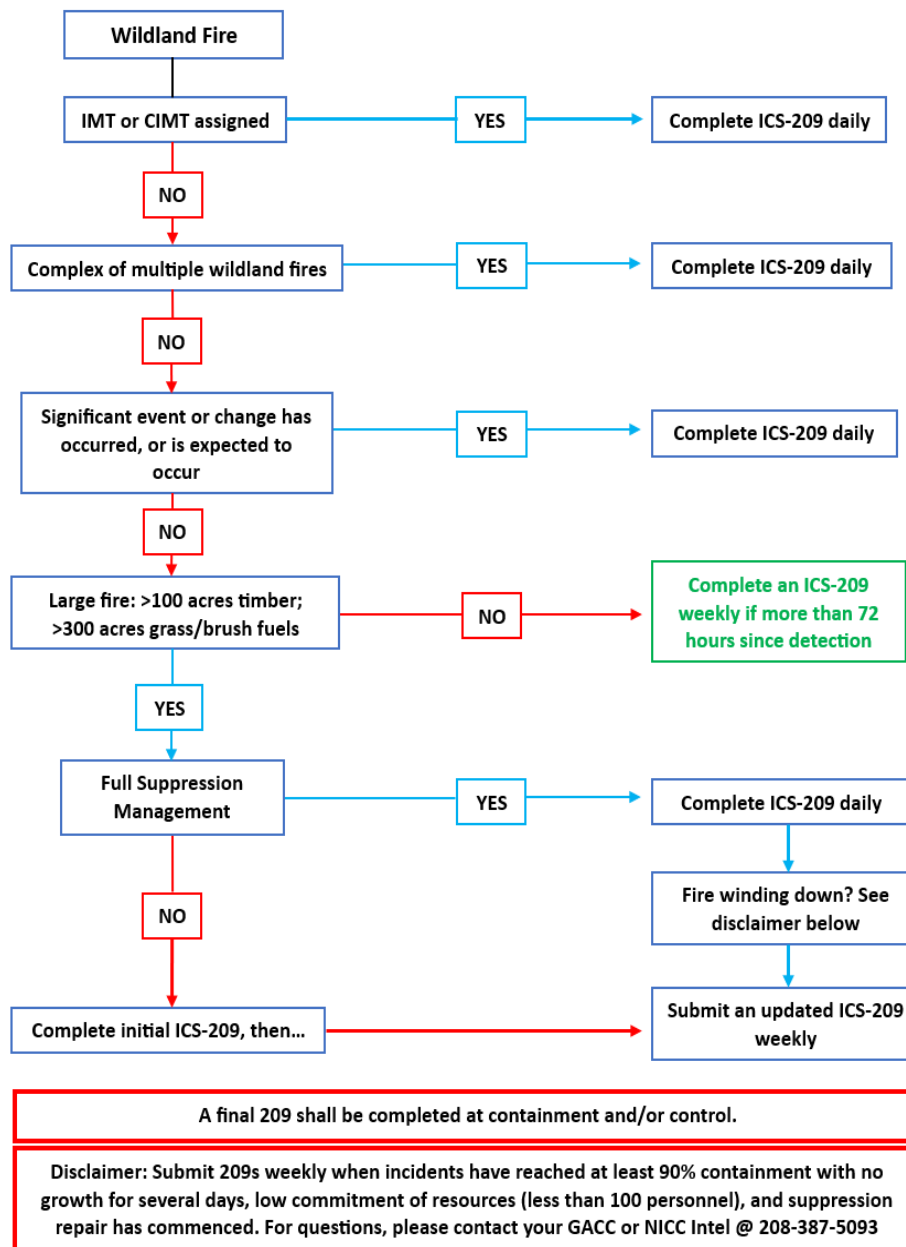 Wildland Fire
IMT or CIMT assigned
YES
Complete ICS-209 daily
NO
Complex of multiple wildland fires
YES
Complete ICS-209 daily
NO
Significant event or change has
occurred, or is expected to
occur
YES
Complete ICS-209 daily
NO
Large fire: >100 acres timber;
>300 acres grass/brush fuels
NO
Complete an ICS-209
weekly if more than 72
hours since detection
YES
Full Suppression
Management
YES
Complete ICS-209 daily
Fire winding down? See
disclaimer below
NO
Complete initial ICS-209, then…
Submit an updated ICS-209
weekly
A final 209 shall be completed at containment and/or control.
Disclaimer: Submit 209s weekly when incidents have reached at least 90% containment with no
growth for several days, low commitment of resources (less than 100 personnel), and suppression
repair has commenced. For questions, please contact your GACC or NICC Intel @ 208-387-5093